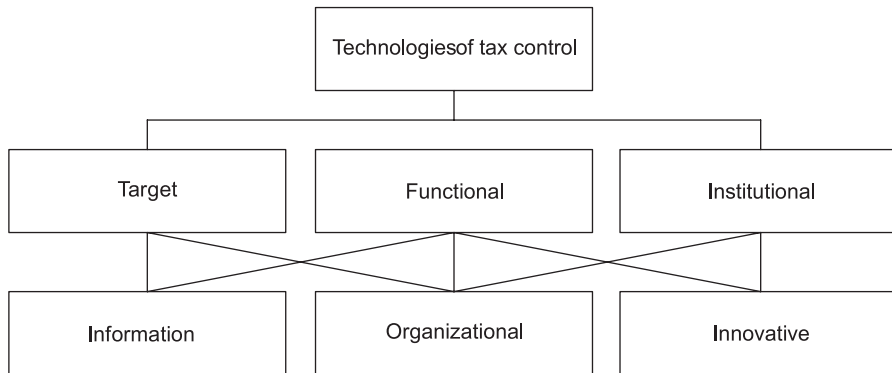 Technologiesof tax control
Target
Functional
Institutional
Information
Organizational
Innovative